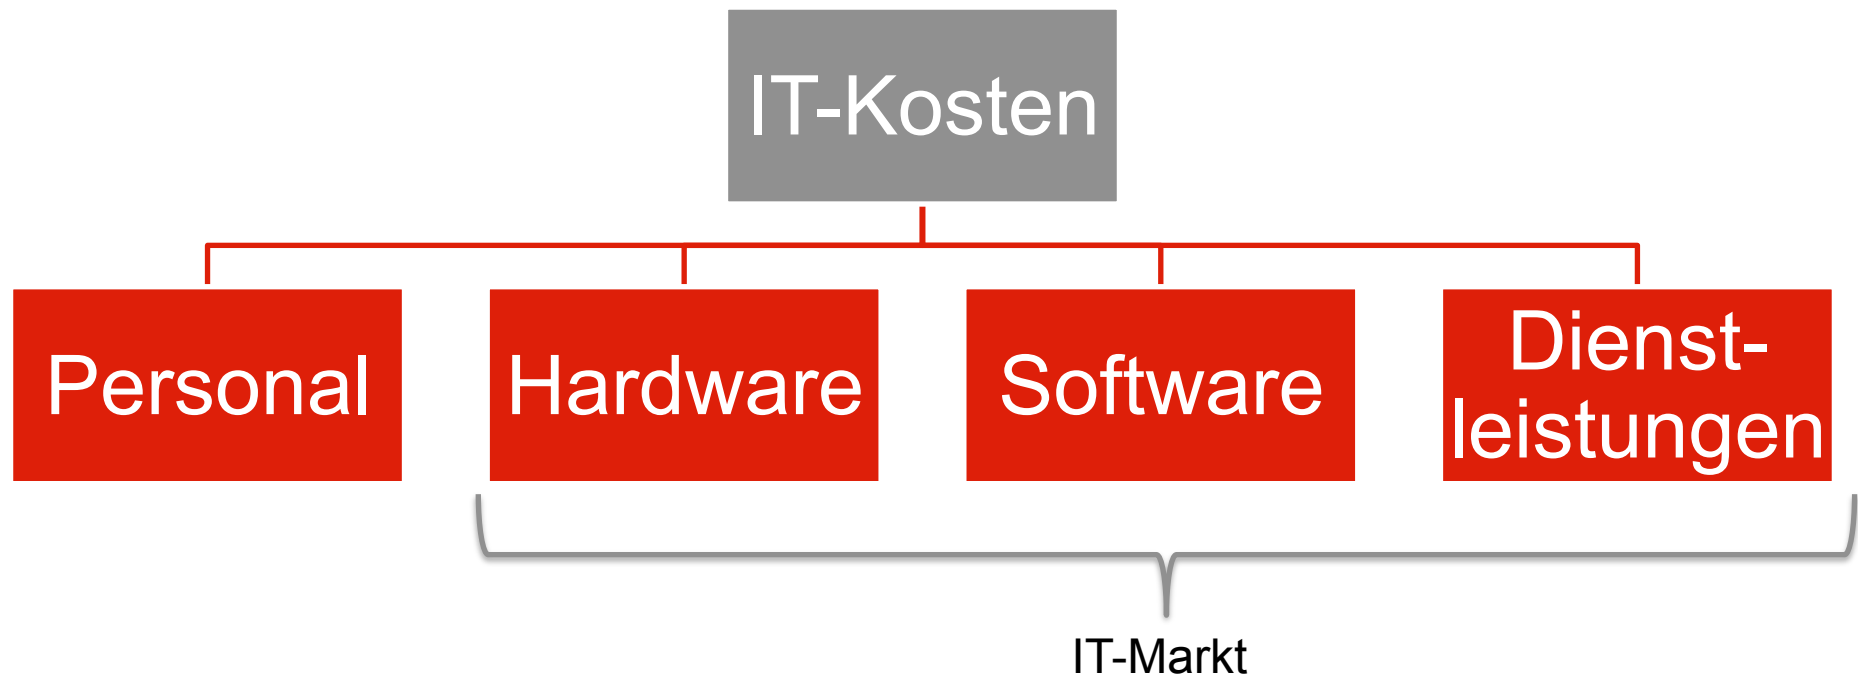 IT-Kosten
Personal
Hardware
Software
Dienst-
leistungen
IT-Markt